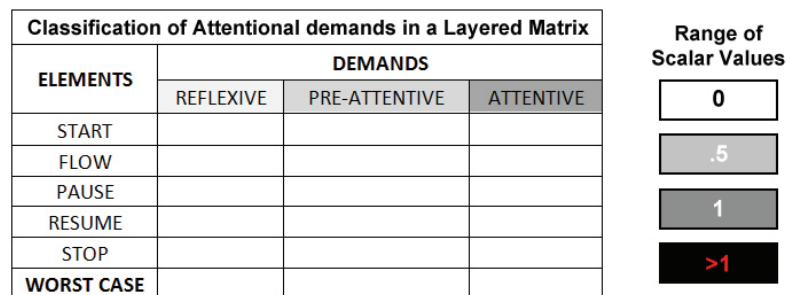 Classification of Attentional demands in a Layered Matrix
ELEMENTS
DEMANDS
REFLEXIVE PRE-ATTENTIVE ATTENTIVE
START
FLOW
PAUSE
RESUME
STOP
WORST CASE
Range of
Scalar Values
0
.5
1
>1